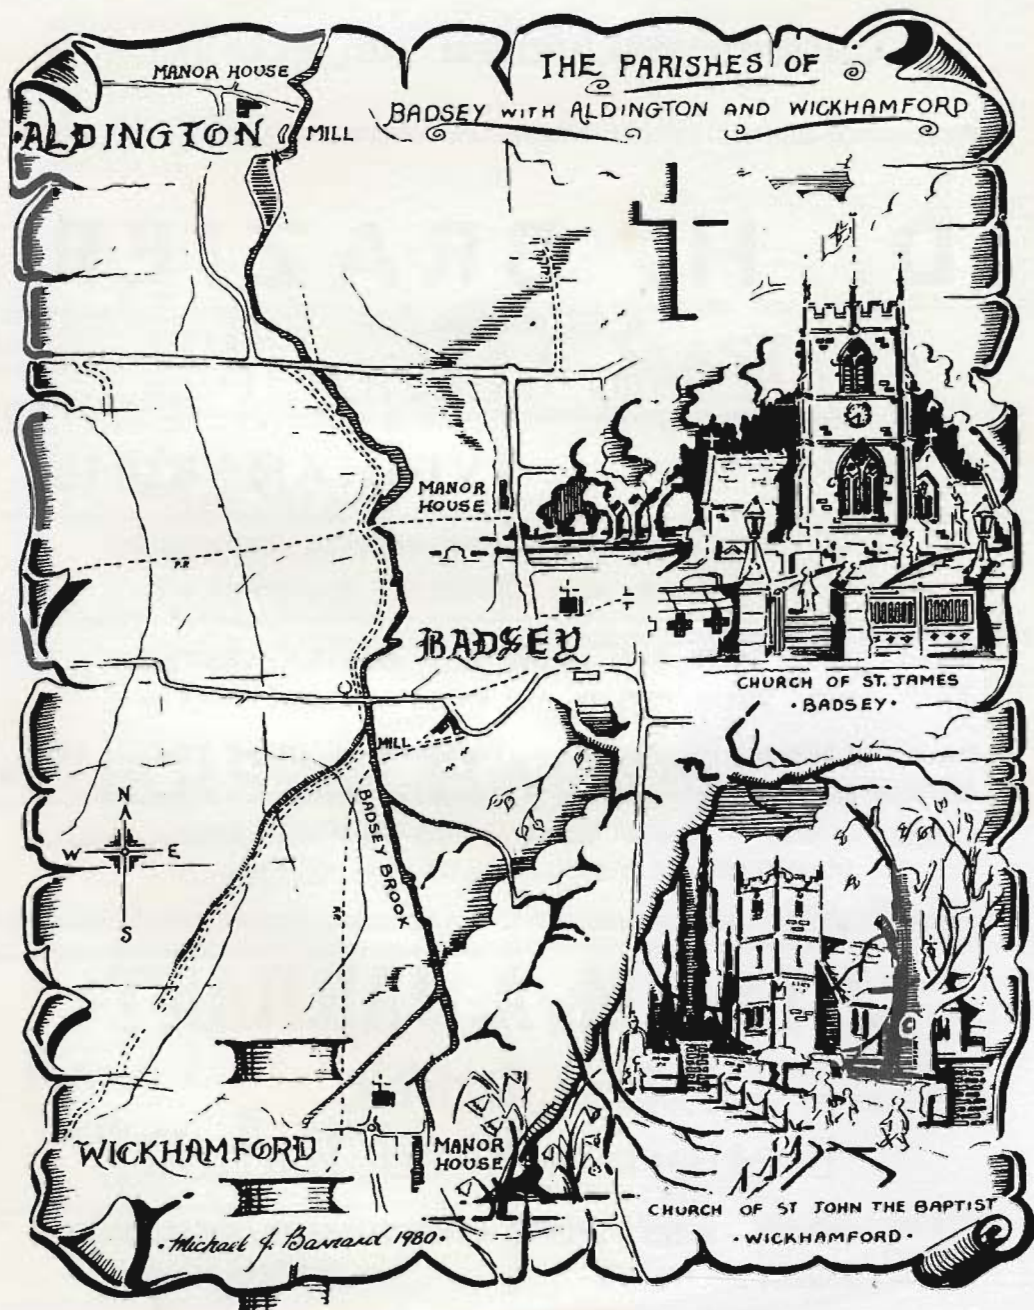 THE PARISHES OF
BADSEY WITH ALDINGTON AND WICKHAMFORD
MANOR HOUSE
ALDINGTON
MILL
MANOR
HOUSE
F.P.
BADSEY
CHURCH OF ST. JAMES
· BADSEY ·
MILL
BADSEY BROOK
N
W E
S
F.P.
WICKHAMFORD
MANOR
HOUSE
CHURCH OF ST JOHN THE BAPTIST
· WICKHAMFORD ·
· Michael J. Barnard 1980 ·